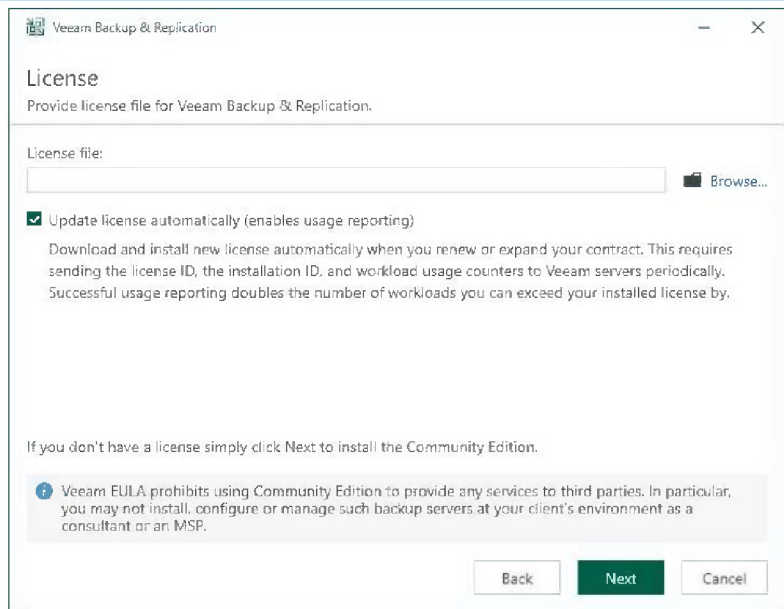 Veeam Backup & Replication
License
Provide license file for Veeam Backup & Replication.
License file:
Browse...
Update license automatically (enables usage reporting)
Download and install new license automatically when you renew or expand your contract. This requires
sending the license ID, the installation ID, and workload usage counters to Veeam servers periodically.
Successful usage reporting doubles the number of workloads you can exceed your installed license by.
If you don't have a license simply click Next to install the Community Edition.
Veeam EULA prohibits using Community Edition to provide any services to third parties. In particular,
you may not install, configure or manage such backup servers at your client's environment as a
consultant or an MSP.
Back
Next
Cancel